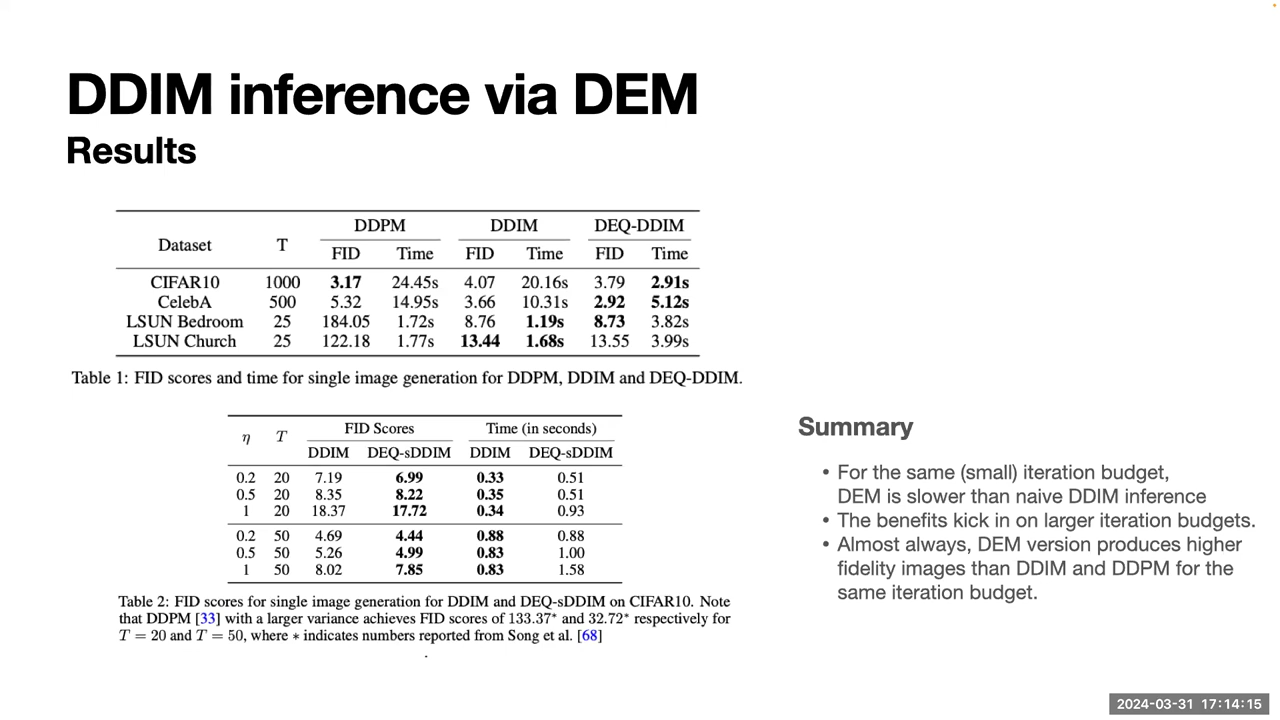 DDIM inference via DEM
Results
DDPM DDIM DEQ-DDIM
Dataset T
FID Time FID Time FID Time
CIFAR10 1000 3.17 24.45s 4.07 20.16s 3.79 2.91s
CelebA 500 5.32 14.95s 3.66 10.31s 2.92 5.12s
LSUN Bedroom 25 184.05 1.72s 8.76 1.19s 8.73 3.82s
LSUN Church 25 122.18 1.77s 13.44 1.68s 13.55 3.99s
Table 1: FID scores and time for single image generation for DDPM, DDIM and DEQ-DDIM.
η T FID Scores Time (in seconds)
DDIM DEQ-sDDIM DDIM DEQ-sDDIM
0.2 20 7.19 6.99 0.33 0.51
0.5 20 8.35 8.22 0.35 0.51
1 20 18.37 17.72 0.34 0.93
0.2 50 4.69 4.44 0.88 0.88
0.5 50 5.26 4.99 0.83 1.00
1 50 8.02 7.85 0.83 1.58
Table 2: FID scores for single image generation for DDIM and DEQ-sDDIM on CIFAR10. Note
that DDPM [33] with a larger variance achieves FID scores of 133.37* and 32.72* respectively for
T = 20 and T = 50, where * indicates numbers reported from Song et al. [68]
.
Summary
• For the same (small) iteration budget,
DEM is slower than naive DDIM inference
• The benefits kick in on larger iteration budgets.
• Almost always, DEM version produces higher
fidelity images than DDIM and DDPM for the
same iteration budget.
2024-03-31 17:14:15